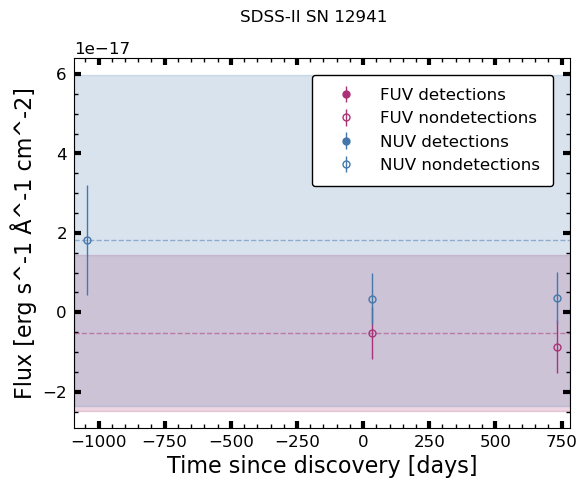 SDSS-II SN 12941
1e−17
Flux [erg s^-1 Å^-1 cm^-2]
6
4
2
0
−2
FUV detections
FUV nondetections
NUV detections
NUV nondetections
−1000 −750 −500 −250 0 250 500 750
Time since discovery [days]